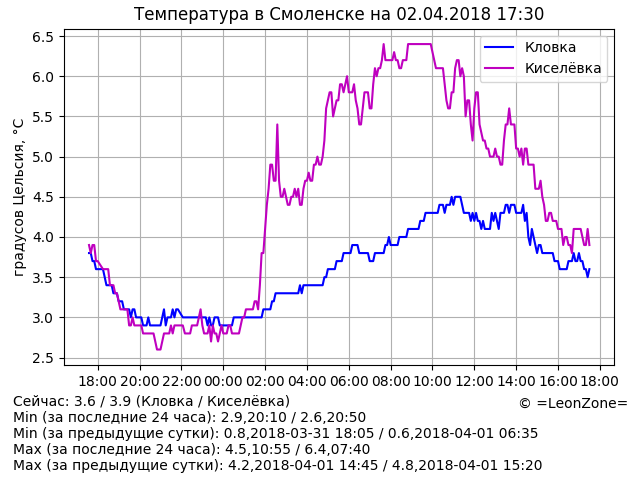 Температура в Смоленске на 02.04.2018 17:30
Кловка
Киселёвка
градусов Цельсия, °C
6.5
6.0
5.5
5.0
4.5
4.0
3.5
3.0
2.5
18:00 20:00 22:00 00:00 02:00 04:00 06:00 08:00 10:00 12:00 14:00 16:00 18:00
Сейчас: 3.6 / 3.9 (Кловка / Киселёвка)
© =LeonZone=
Min (за последние 24 часа): 2.9,20:10 / 2.6,20:50
Min (за предыдущие сутки): 0.8,2018-03-31 18:05 / 0.6,2018-04-01 06:35
Max (за последние 24 часа): 4.5,10:55 / 6.4,07:40
Max (за предыдущие сутки): 4.2,2018-04-01 14:45 / 4.8,2018-04-01 15:20